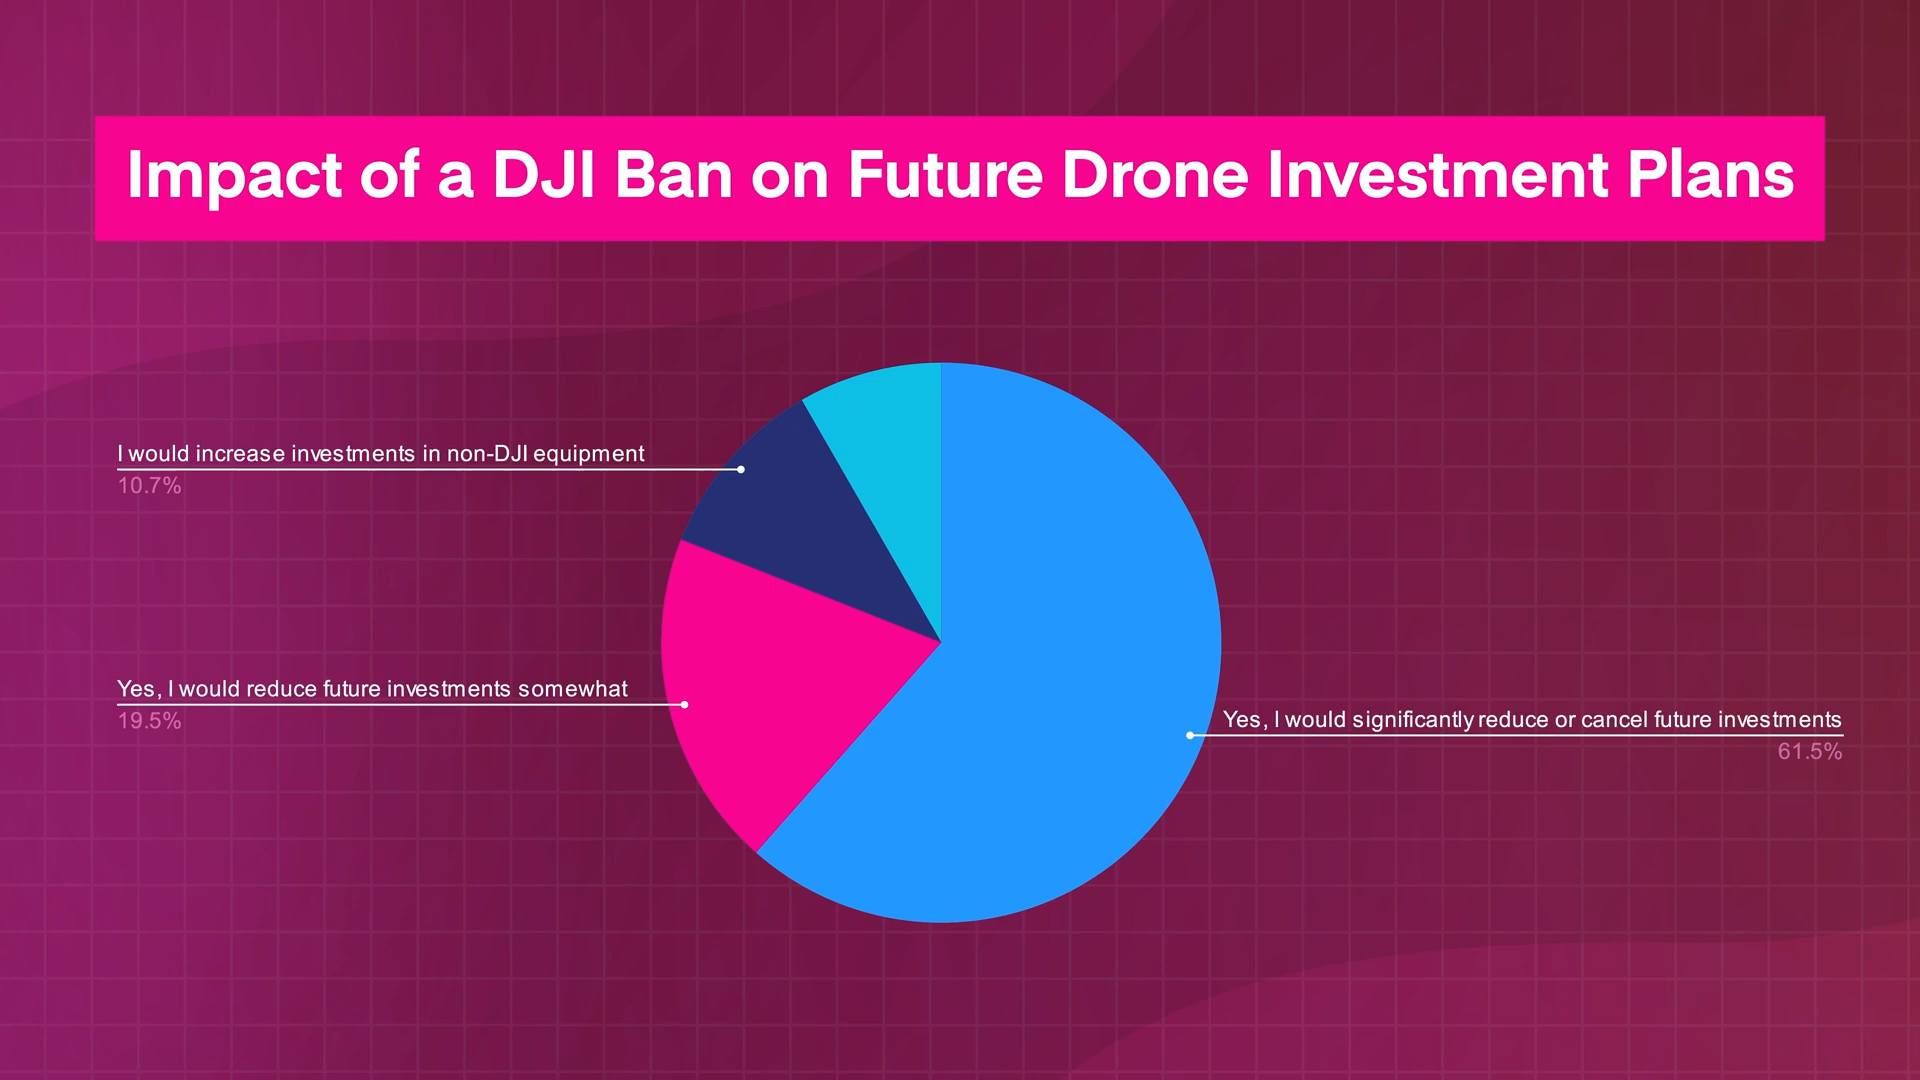 Impact of a DJI Ban on Future Drone Investment Plans
I would increase investments in non-DJI equipment
10.7%
Yes, I would reduce future investments somewhat
19.5%
Yes, I would significantly reduce or cancel future investments
61.5%